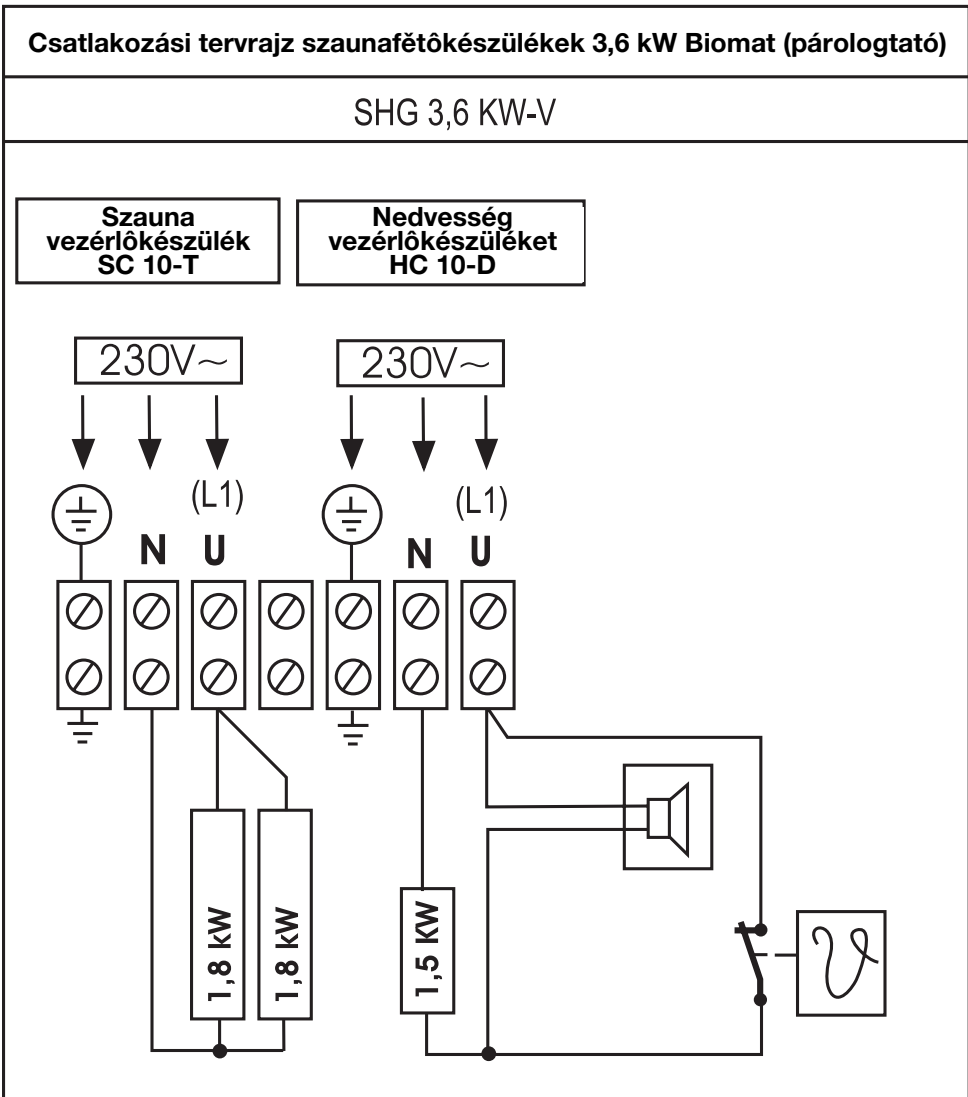 Csatlakozási tervrajz szaunafětôkészülékek 3,6 kW Biomat (párologtató)
SHG 3,6 KW-V
Szauna
vezérlôkészülék
SC 10-T
Nedvesség
vezérlôkészüléket
HC 10-D
230V~
230V~
(L1)
(L1)
N
U
N
U
1,8 kW
1,8 kW
1,5 KW
ϑ